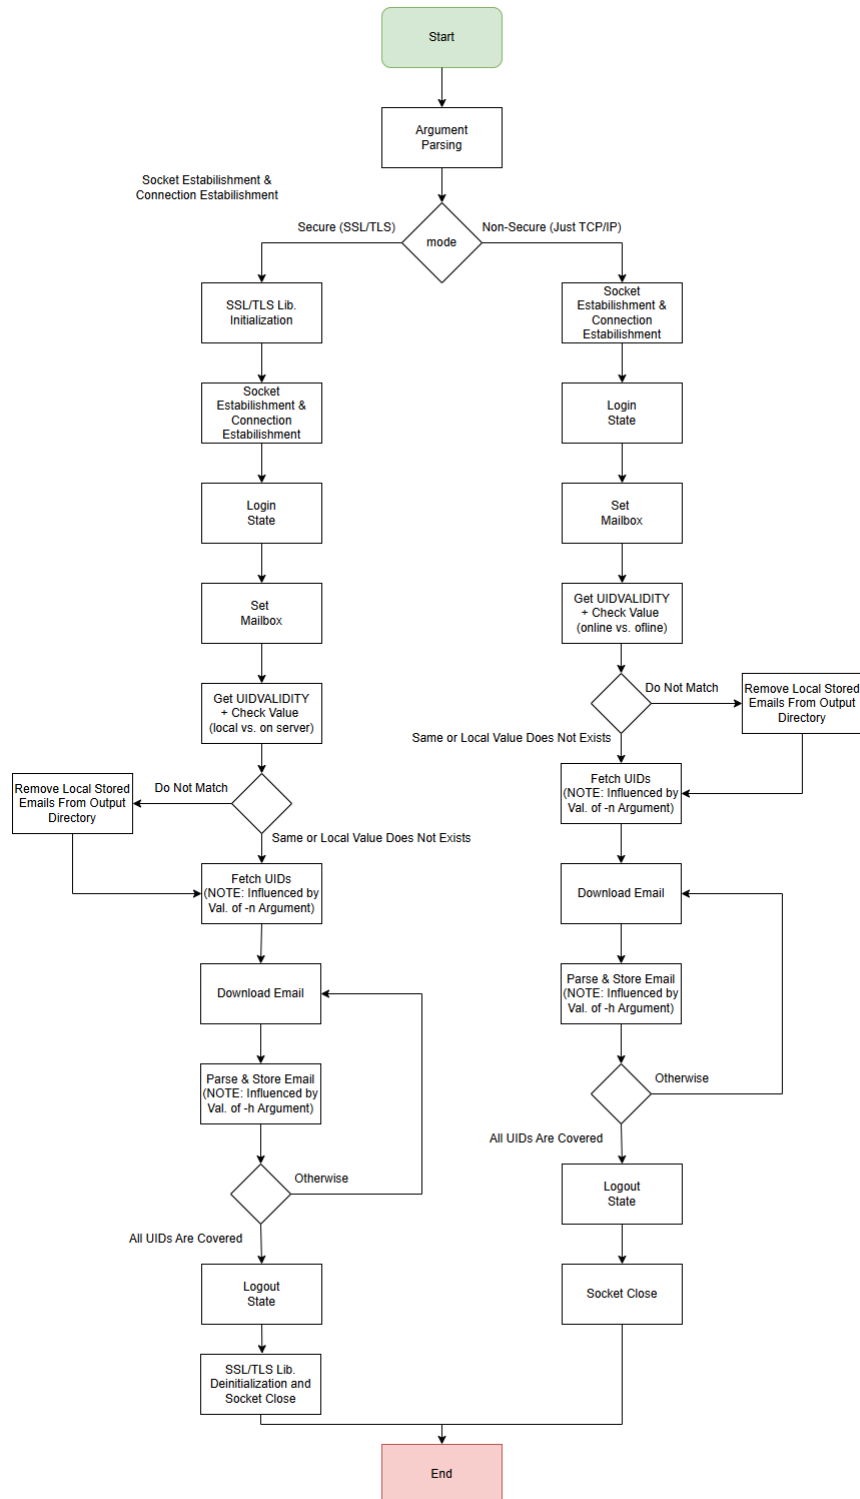 Start
Argument
Parsing
Socket Estabilishment &
Connection Estabilishment
Secure (SSL/TLS)
mode
Non-Secure (Just TCP/IP)
SSL/TLS Lib.
Initialization
Socket
Estabilishment &
Connection
Estabilishment
Login
State
Set
Mailbox
Get UIDVALIDITY
+ Check Value
(local vs. on server)
Do Not Match
Remove Local Stored
Emails From Output
Directory
Same or Local Value Does Not Exists
Fetch UIDs
(NOTE: Influenced by
Val. of -n Argument)
Download Email
Parse & Store Email
(NOTE: Influenced by
Val. of -h Argument)
Otherwise
All UIDs Are Covered
Logout
State
SSL/TLS Lib.
Deinitialization and
Socket Close
Socket
Estabilishment &
Connection
Estabilishment
Login
State
Set
Mailbox
Get UIDVALIDITY
+ Check Value
(online vs. ofline)
Do Not Match
Remove Local Stored
Emails From Output
Directory
Same or Local Value Does Not Exists
Fetch UIDs
(NOTE: Influenced by
Val. of -n Argument)
Download Email
Parse & Store Email
(NOTE: Influenced by
Val. of -h Argument)
Otherwise
All UIDs Are Covered
Logout
State
Socket Close
End